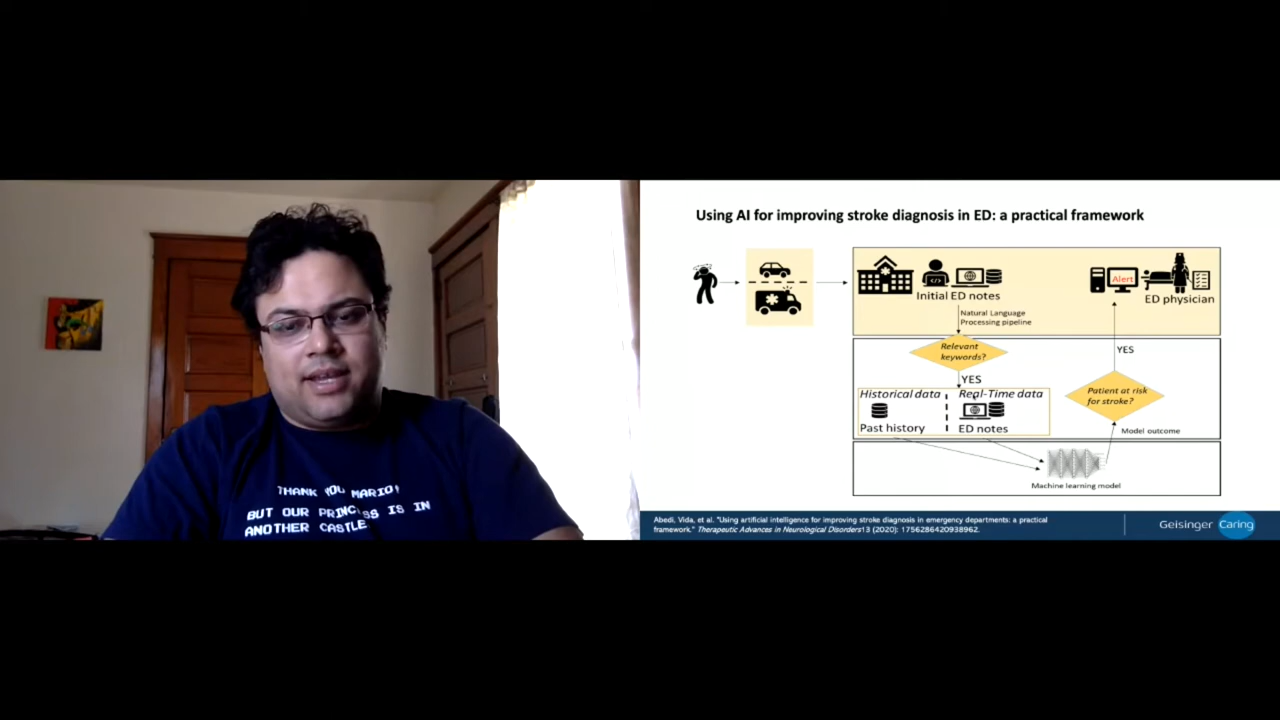 THANK YOU MARIO!
BUT OUR PRINCESS IS IN
ANOTHER CASTLE
Using AI for improving stroke diagnosis in ED: a practical framework
Initial ED notes
Alert
ED physician
Natural Language
Processing pipeline
Relevant
keywords?
YES
YES
Historical data
Real-Time data
Past history
ED notes
Patient at risk
for stroke?
Model outcome
Machine learning model
Abedi, Vida, et al. "Using artificial intelligence for improving stroke diagnosis in emergency departments: a practical
framework." Therapeutic Advances in Neurological Disorders13 (2020): 1756286420938962.
Geisinger Caring